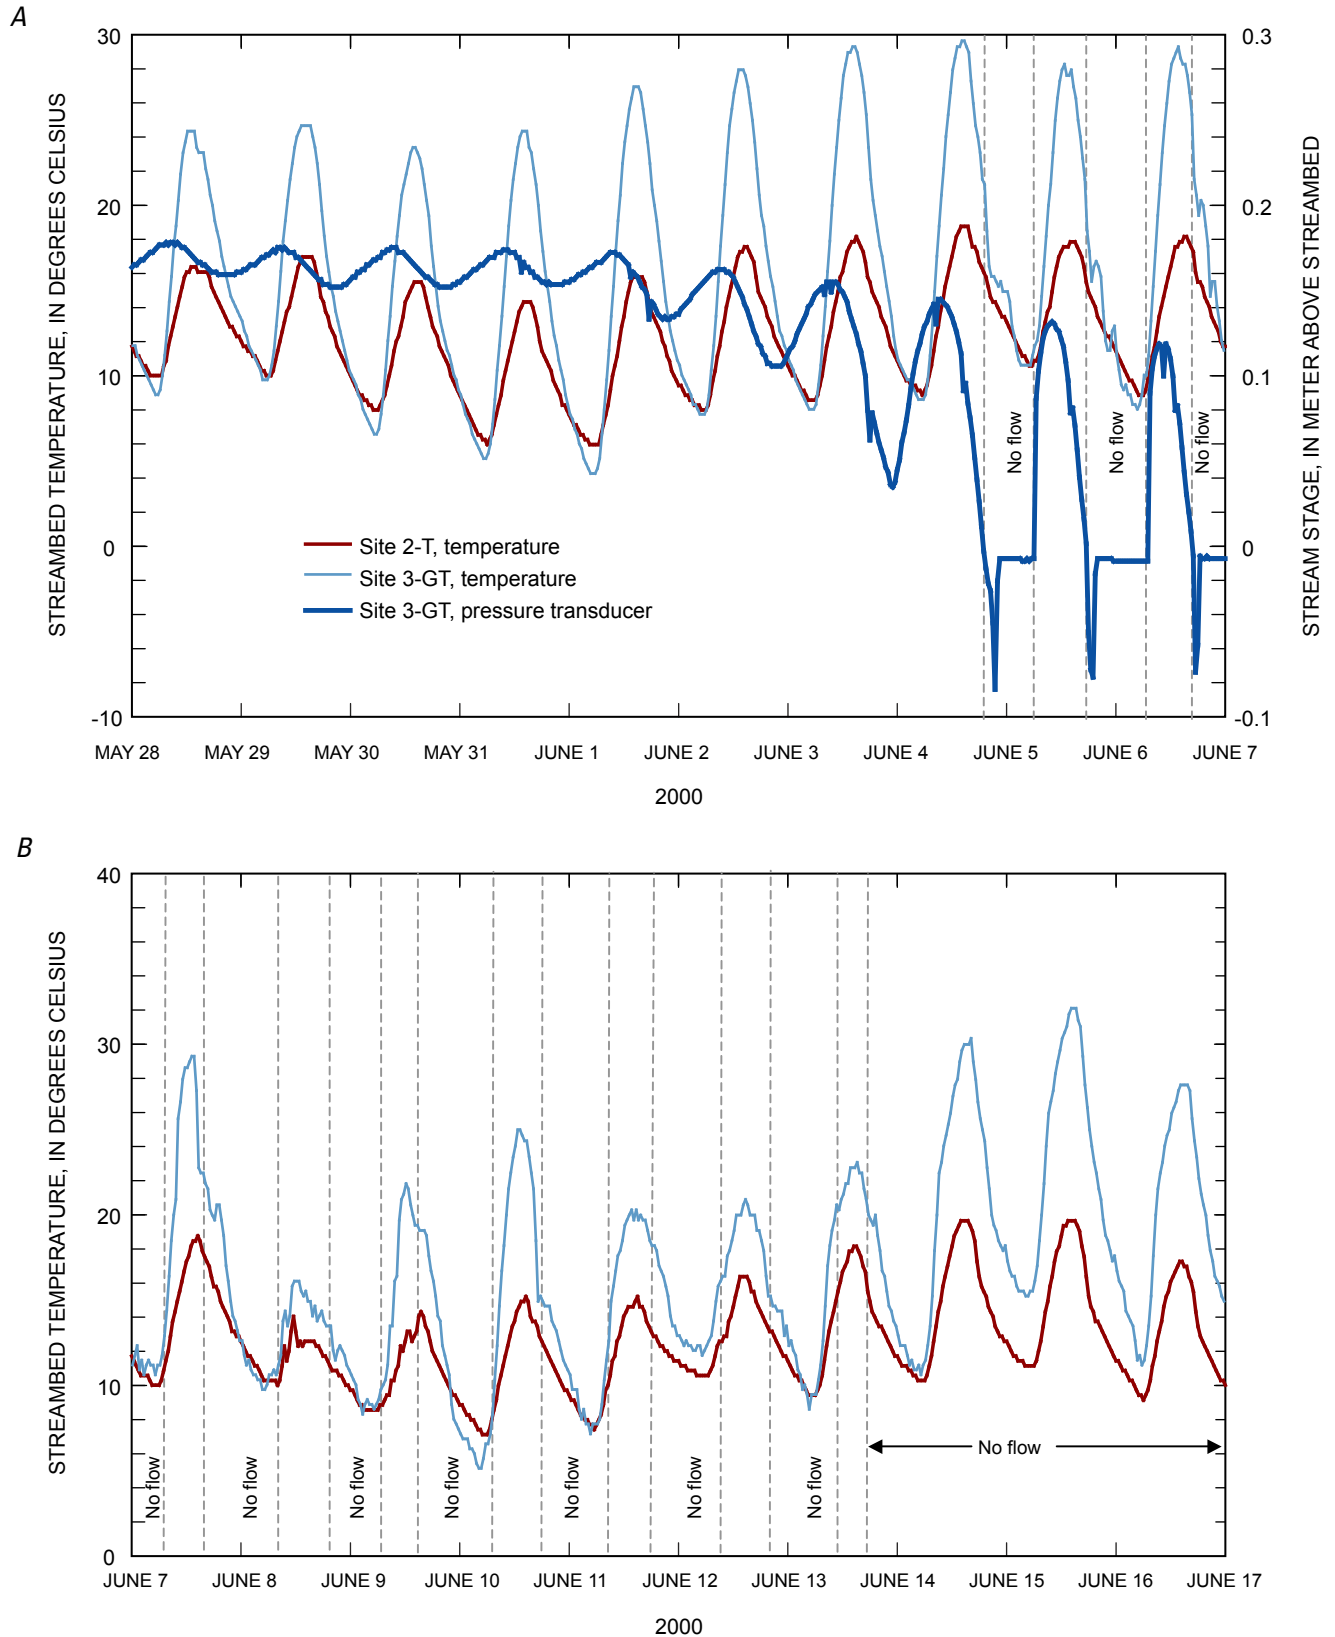 A
STREAMBED TEMPERATURE, IN DEGREES CELSIUS
30
20
10
0
-10
0.3
0.2
0.1
0
-0.1
STREAM STAGE, IN METER ABOVE STREAMBED
No flow
No flow
No flow
Site 2-T, temperature
Site 3-GT, temperature
Site 3-GT, pressure transducer
MAY 28 MAY 29 MAY 30 MAY 31 JUNE 1 JUNE 2 JUNE 3 JUNE 4 JUNE 5 JUNE 6 JUNE 7
2000
B
STREAMBED TEMPERATURE, IN DEGREES CELSIUS
40
30
20
10
0
No flow
No flow
No flow
No flow
No flow
No flow
No flow
No flow
JUNE 7 JUNE 8 JUNE 9 JUNE 10 JUNE 11 JUNE 12 JUNE 13 JUNE 14 JUNE 15 JUNE 16 JUNE 17
2000